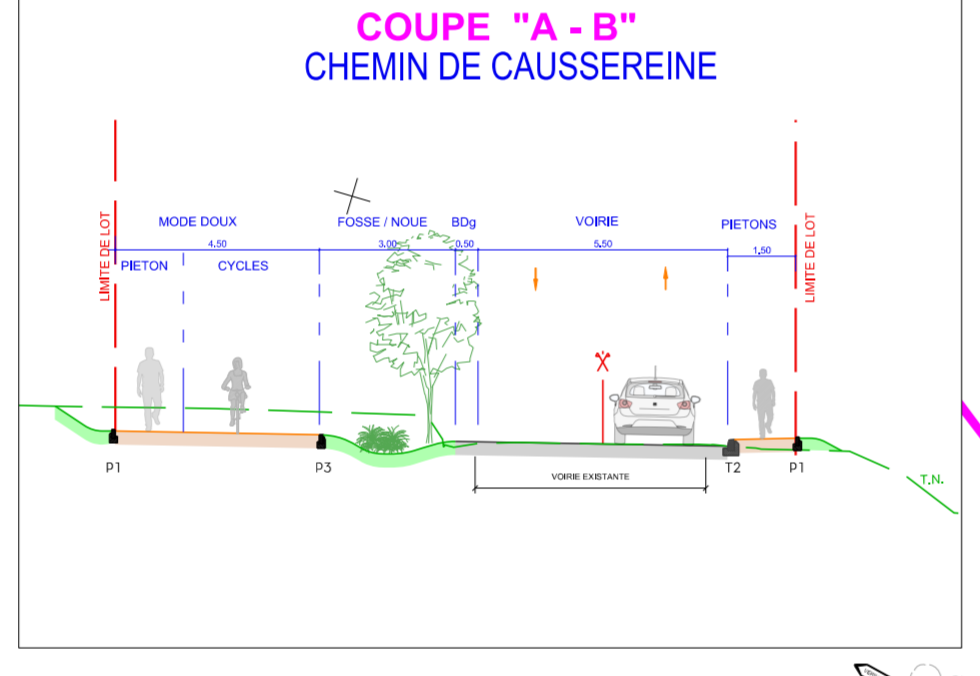 COUPE "A - B"
CHEMIN DE CAUSSEREINE
LIMITE DE LOT
MODE DOUX
FOSSE / NOUE
BDg
VOIRIE
PIETONS
LIMITE DE LOT
4.50
3.00
0.50
5.50
1.50
PIETON
CYCLES
P1
P3
VOIRIE EXISTANTE
T2
P1
T.N.